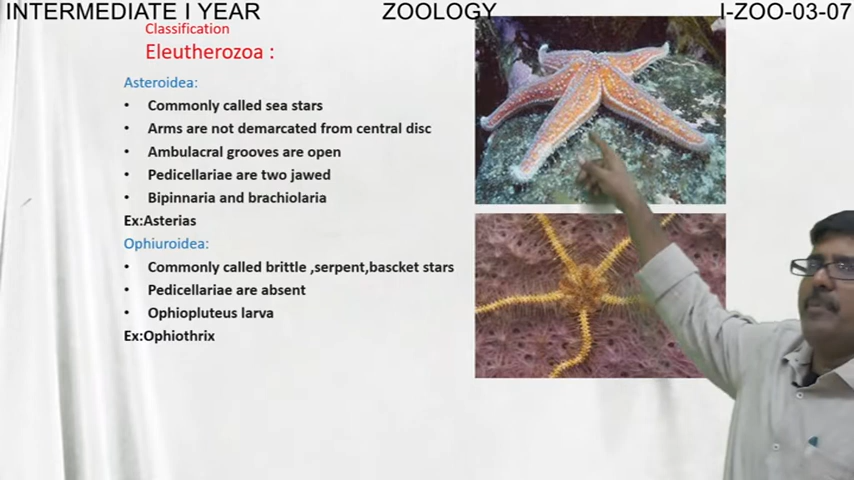 INTERMEDIATE I YEAR ZOOLOGY I-ZOO-03-07
Classification
Eleutherozoa :
Asteroidea:
• Commonly called sea stars
• Arms are not demarcated from central disc
• Ambulacral grooves are open
• Pedicellariae are two jawed
• Bipinnaria and brachiolaria
Ex:Asterias
Ophiuroidea:
• Commonly called brittle ,serpent,bascket stars
• Pedicellariae are absent
• Ophiopluteus larva
Ex:Ophiothrix